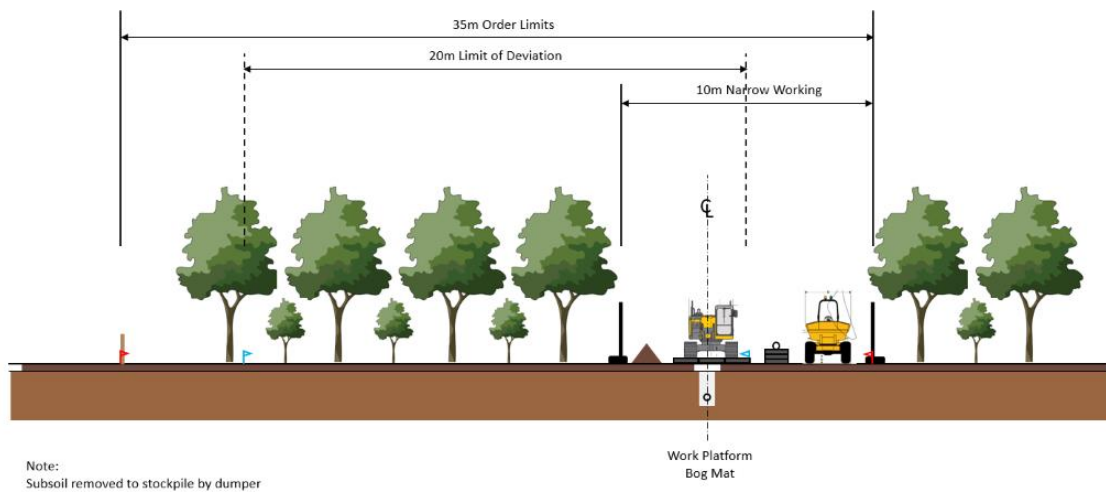 35m Order Limits
20m Limit of Deviation
10m Narrow Working
℄
Work Platform
Bog Mat
Note:
Subsoil removed to stockpile by dumper